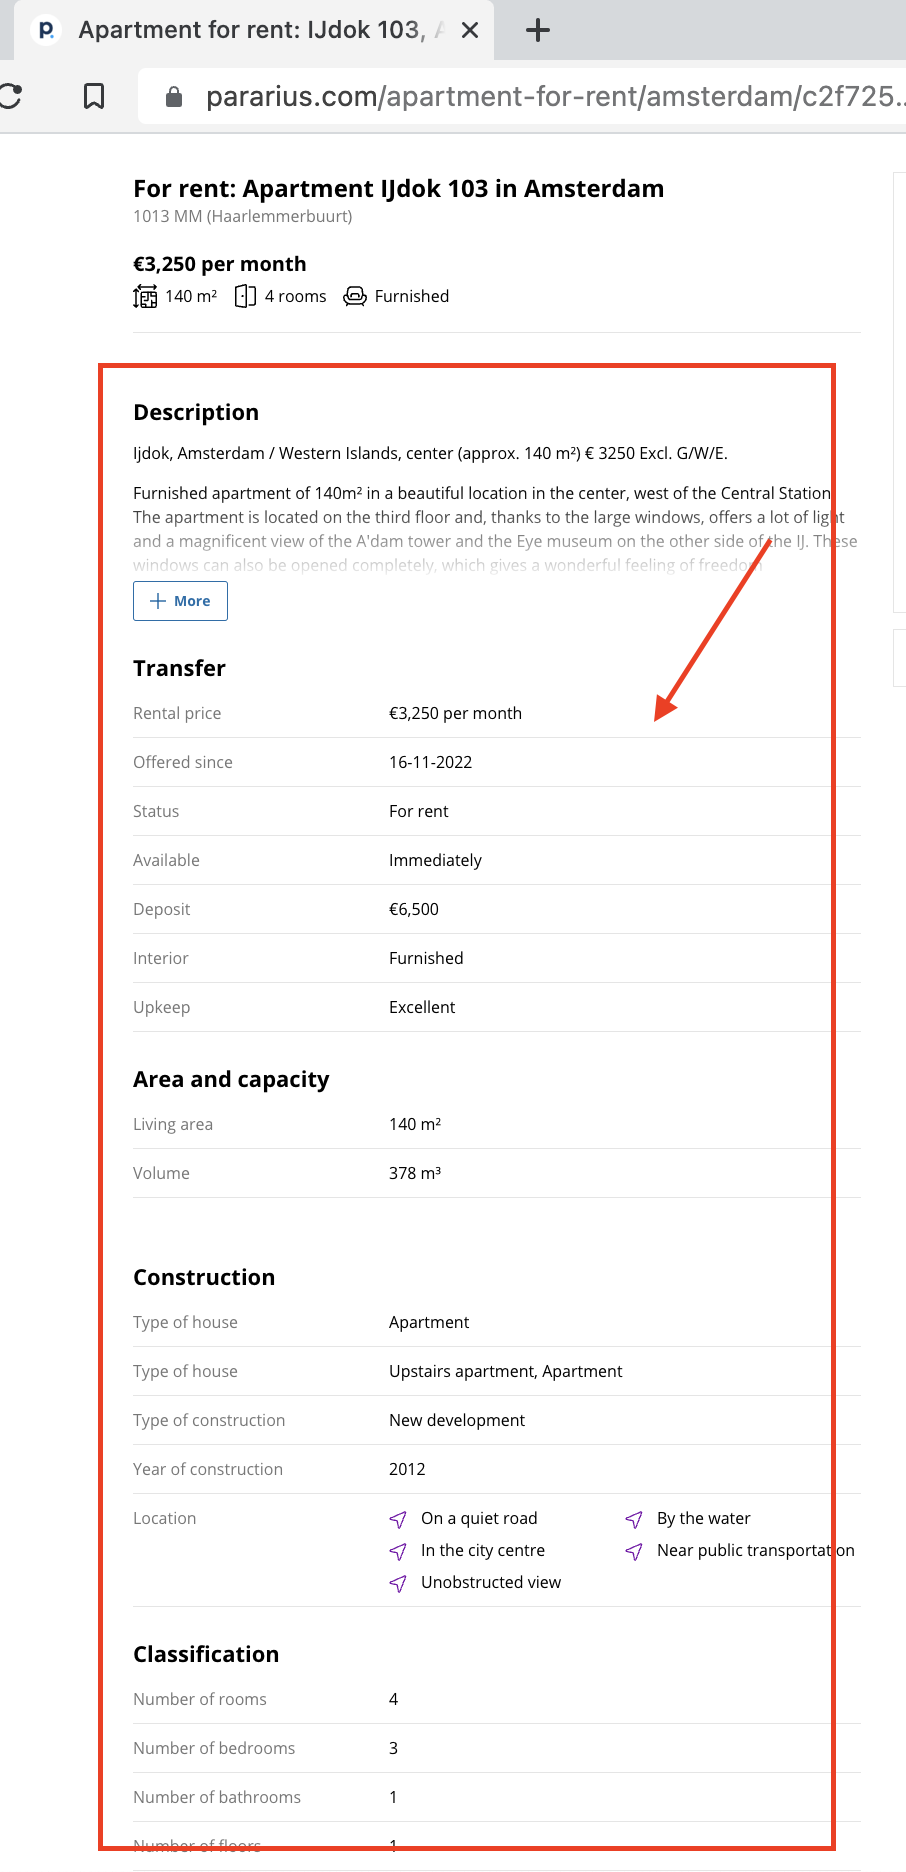 p. Apartment for rent: IJdok 103, A
pararius.com/apartment-for-rent/amsterdam/c2f725...
For rent: Apartment IJdok 103 in Amsterdam
1013 MM (Haarlemmerbuurt)
€3,250 per month
140 m² 4 rooms Furnished
Description
Ijdok, Amsterdam / Western Islands, center (approx. 140 m²) € 3250 Excl. G/W/E.
Furnished apartment of 140m² in a beautiful location in the center, west of the Central Station
The apartment is located on the third floor and, thanks to the large windows, offers a lot of light
and a magnificent view of the A'dam tower and the Eye museum on the other side of the IJ. These
windows can also be opened completely, which gives a wonderful feeling of freedom
+ More
Transfer
Rental price €3,250 per month
Offered since 16-11-2022
Status For rent
Available Immediately
Deposit €6,500
Interior Furnished
Upkeep Excellent
Area and capacity
Living area 140 m²
Volume 378 m³
Construction
Type of house Apartment
Type of house Upstairs apartment, Apartment
Type of construction New development
Year of construction 2012
Location On a quiet road By the water
In the city centre Near public transportation
Unobstructed view
Classification
Number of rooms 4
Number of bedrooms 3
Number of bathrooms 1
Number of floors 1